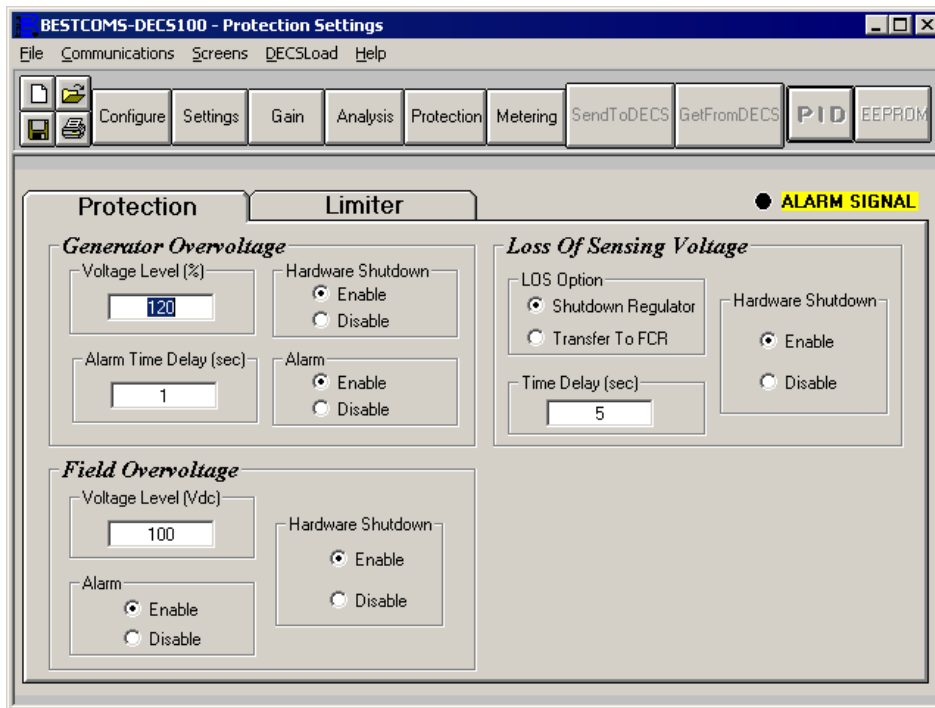 BESTCOMS-DECS100 - Protection Settings
File Communications Screens DECSLoad Help
Configure Settings Gain Analysis Protection Metering SendToDECS GetFromDECS PID EEPROM
Protection Limiter ALARM SIGNAL
Generator Overvoltage
Voltage Level (%)
120
Hardware Shutdown
Enable
Disable
Alarm Time Delay (sec)
1
Alarm
Enable
Disable
Loss Of Sensing Voltage
LOS Option
Shutdown Regulator
Transfer To FCR
Hardware Shutdown
Enable
Disable
Time Delay (sec)
5
Field Overvoltage
Voltage Level (Vdc)
100
Hardware Shutdown
Enable
Disable
Alarm
Enable
Disable